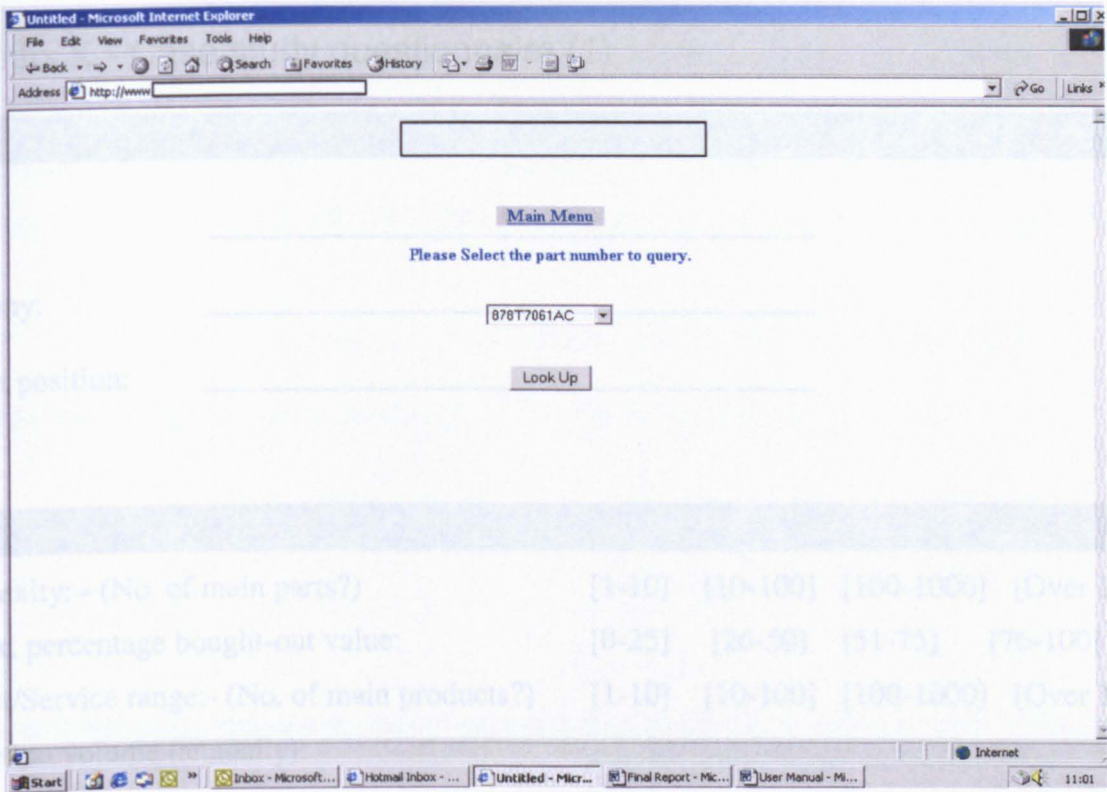 Untitled - Microsoft Internet Explorer
File Edit View Favorites Tools Help
Back Search Favorites History
Address http://www Go Links
Main Menu
Please Select the part number to query.
878T7061AC
Look Up
position:
(No. of main parts?) [1-10] [10-100] [100-1000] [Over
percentage bought-out value: [0-25] [26-50] [51-75] [76-100]
/Service range:- (No. of main products?) [1-10] [10-100] [100-1000] [Over
volume
Internet
Start Inbox - Microsoft... Hotmail Inbox - ... Untitled - Micr... Final Report - Mic... User Manual - Mi... 11:01